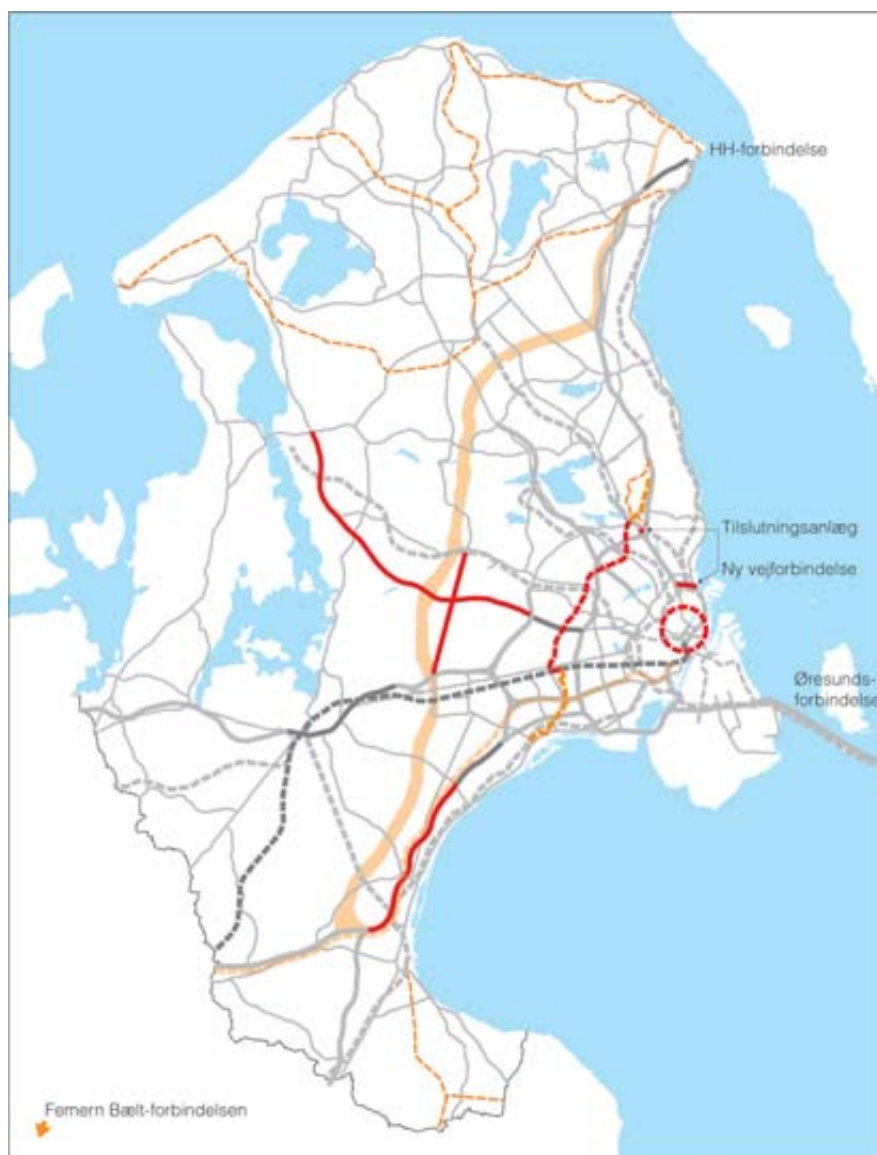 HH-forbindelse
Tilslutningsanlæg
Ny vejforbindelse
Øresunds-
forbindelse
Femern Bælt-forbindelsen